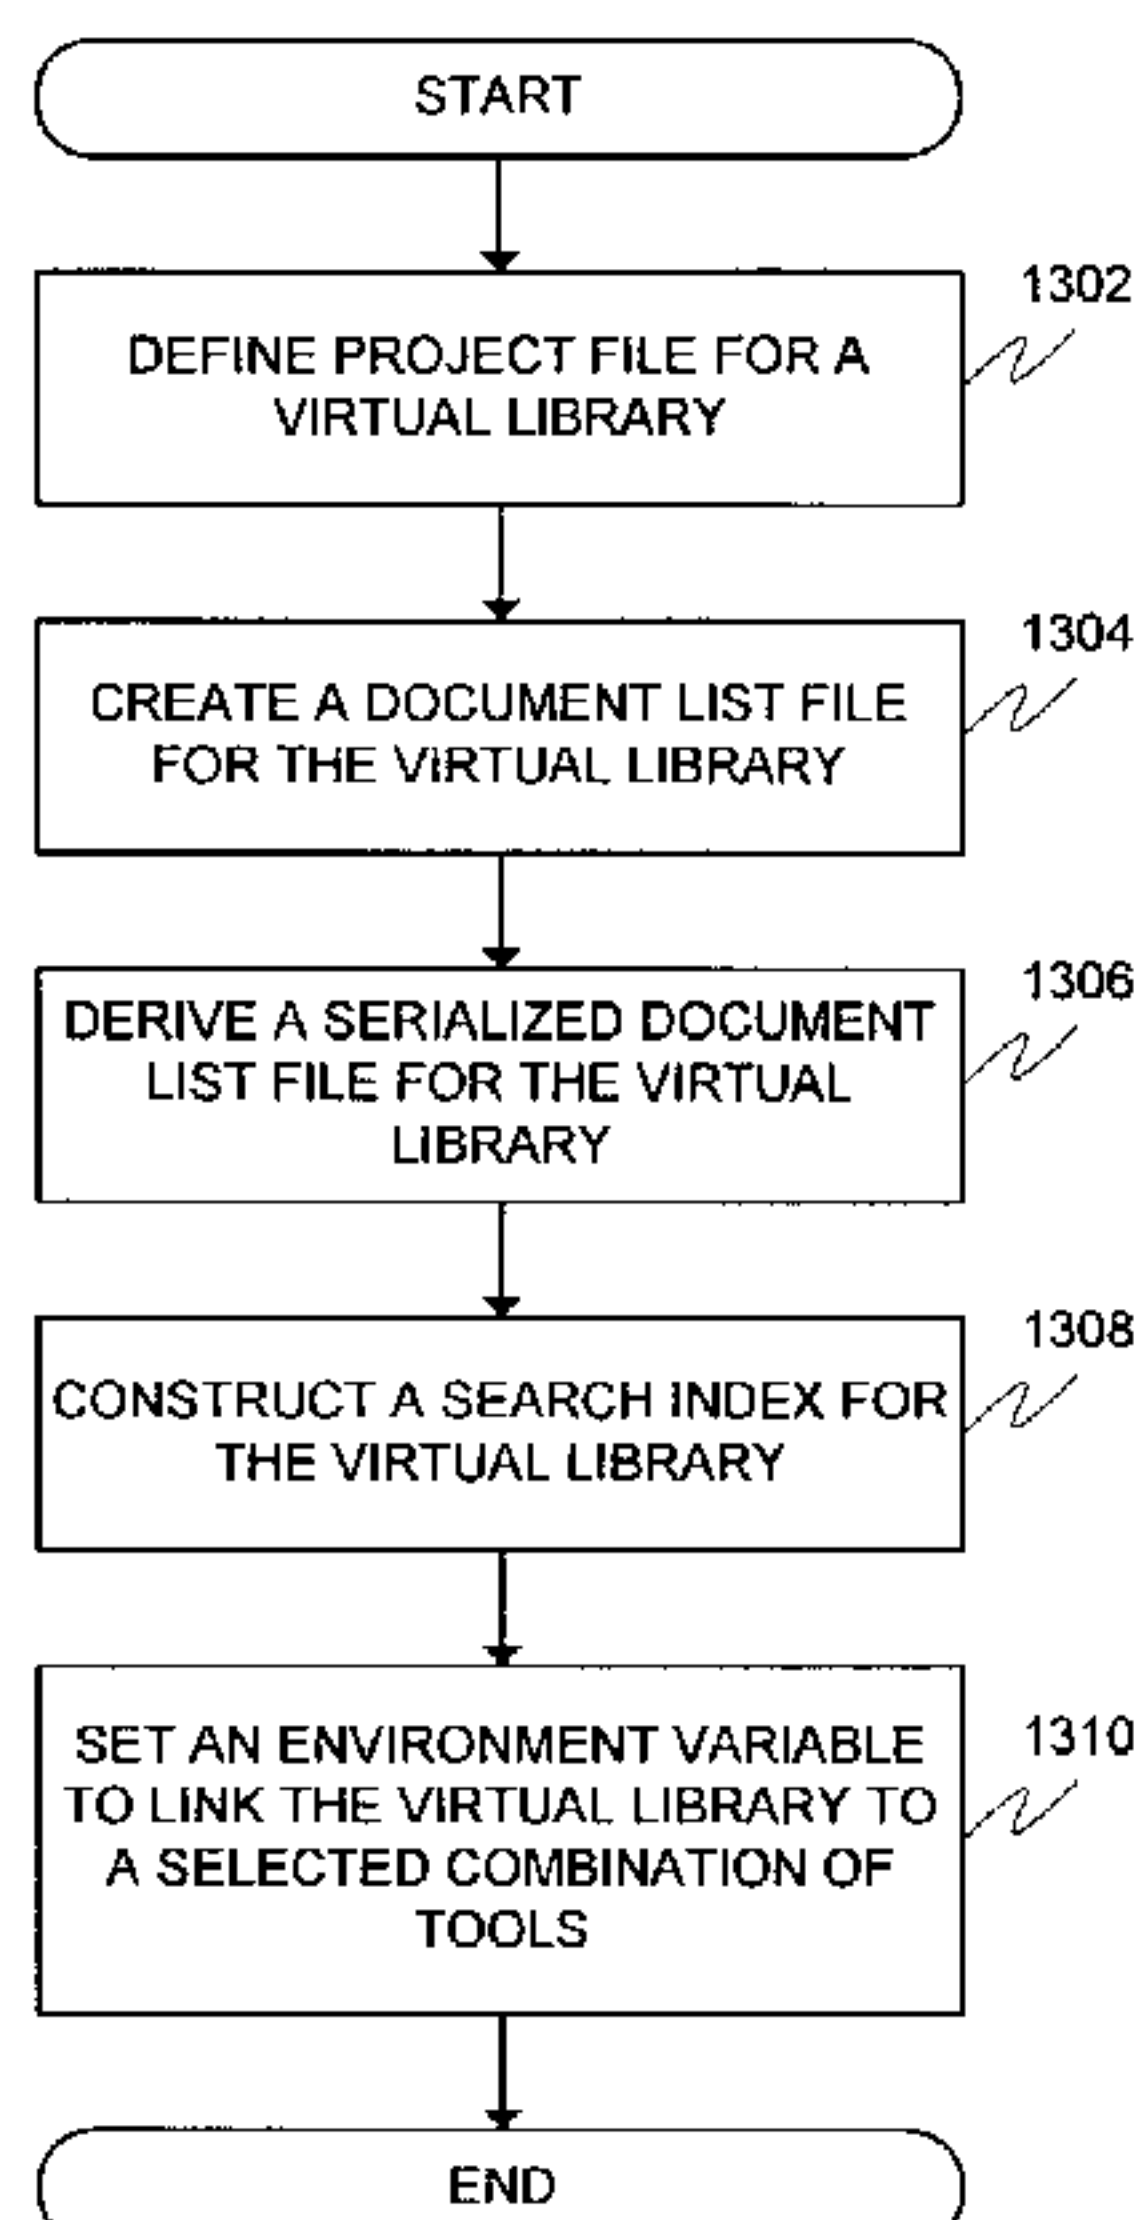 START
1302
DEFINE PROJECT FILE FOR A
VIRTUAL LIBRARY
1304
CREATE A DOCUMENT LIST FILE
FOR THE VIRTUAL LIBRARY
1306
DERIVE A SERIALIZED DOCUMENT
LIST FILE FOR THE VIRTUAL
LIBRARY
1308
CONSTRUCT A SEARCH INDEX FOR
THE VIRTUAL LIBRARY
1310
SET AN ENVIRONMENT VARIABLE
TO LINK THE VIRTUAL LIBRARY TO
A SELECTED COMBINATION OF
TOOLS
END